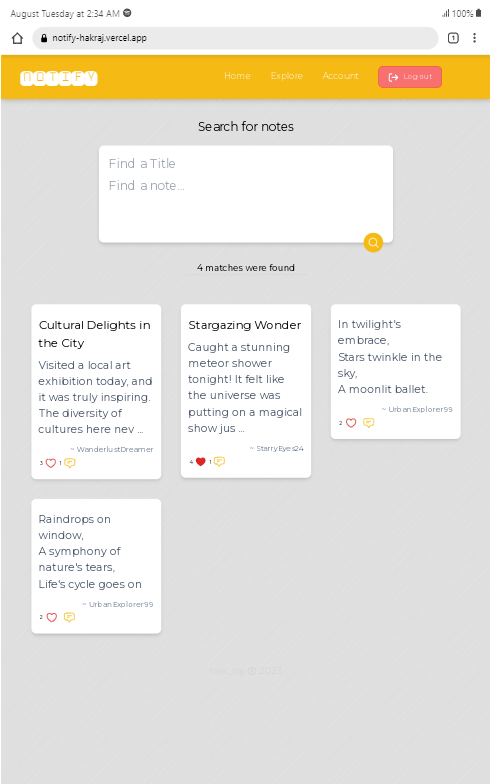 August Tuesday at 2:34 AM
100%
notify-hakraj.vercel.app
1
NOTIFY
Home
Explore
Account
Log out
Search for notes
Find a Title
Find a note...
4 matches were found
Cultural Delights in
the City
Visited a local art
exhibition today, and
it was truly inspiring.
The diversity of
cultures here nev ...
~ WanderlustDreamer
3 1
Stargazing Wonder
Caught a stunning
meteor shower
tonight! It felt like
the universe was
putting on a magical
show jus ...
~ StarryEyes24
4 1
In twilight's
embrace,
Stars twinkle in the
sky,
A moonlit ballet.
~ UrbanExplorer99
2
Raindrops on
window,
A symphony of
nature's tears,
Life's cycle goes on
~ UrbanExplorer99
2
2023